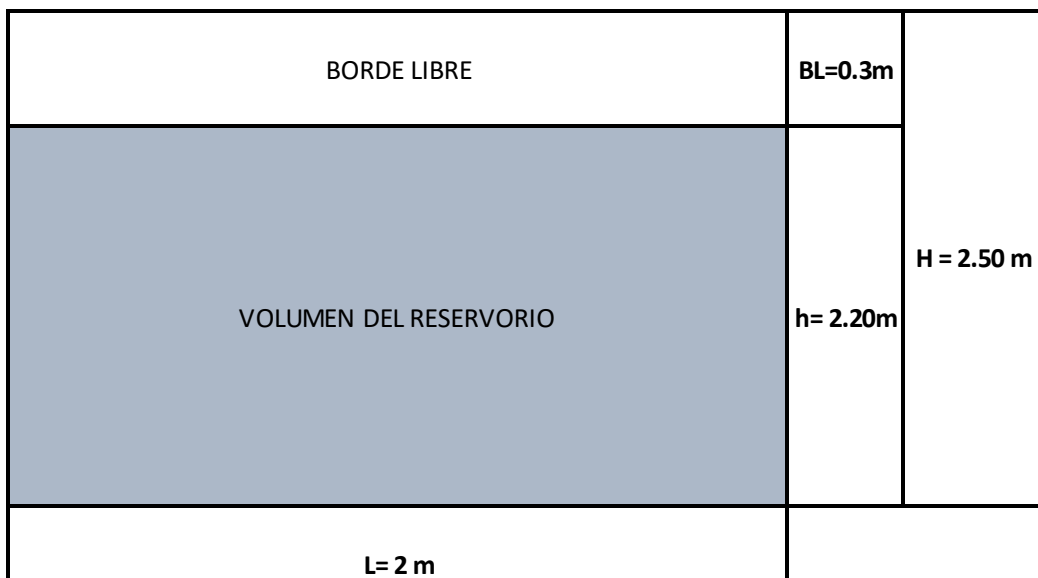 BORDE LIBRE
BL=0.3m
H = 2.50 m
VOLUMEN DEL RESERVORIO
h= 2.20m
L= 2 m